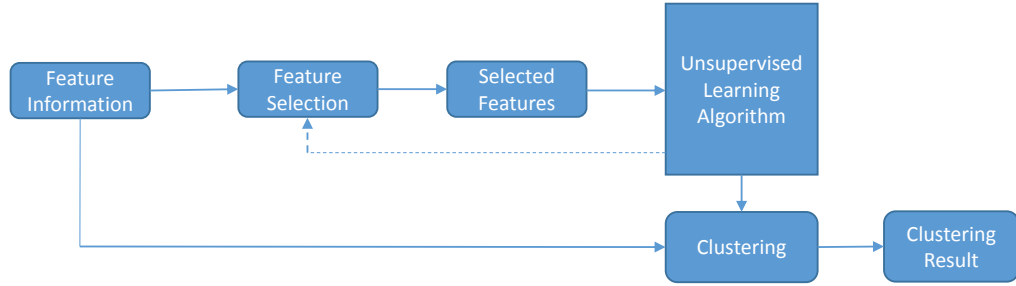 Feature
Information
Feature
Selection
Selected
Features
Unsupervised
Learning
Algorithm
Clustering
Clustering
Result